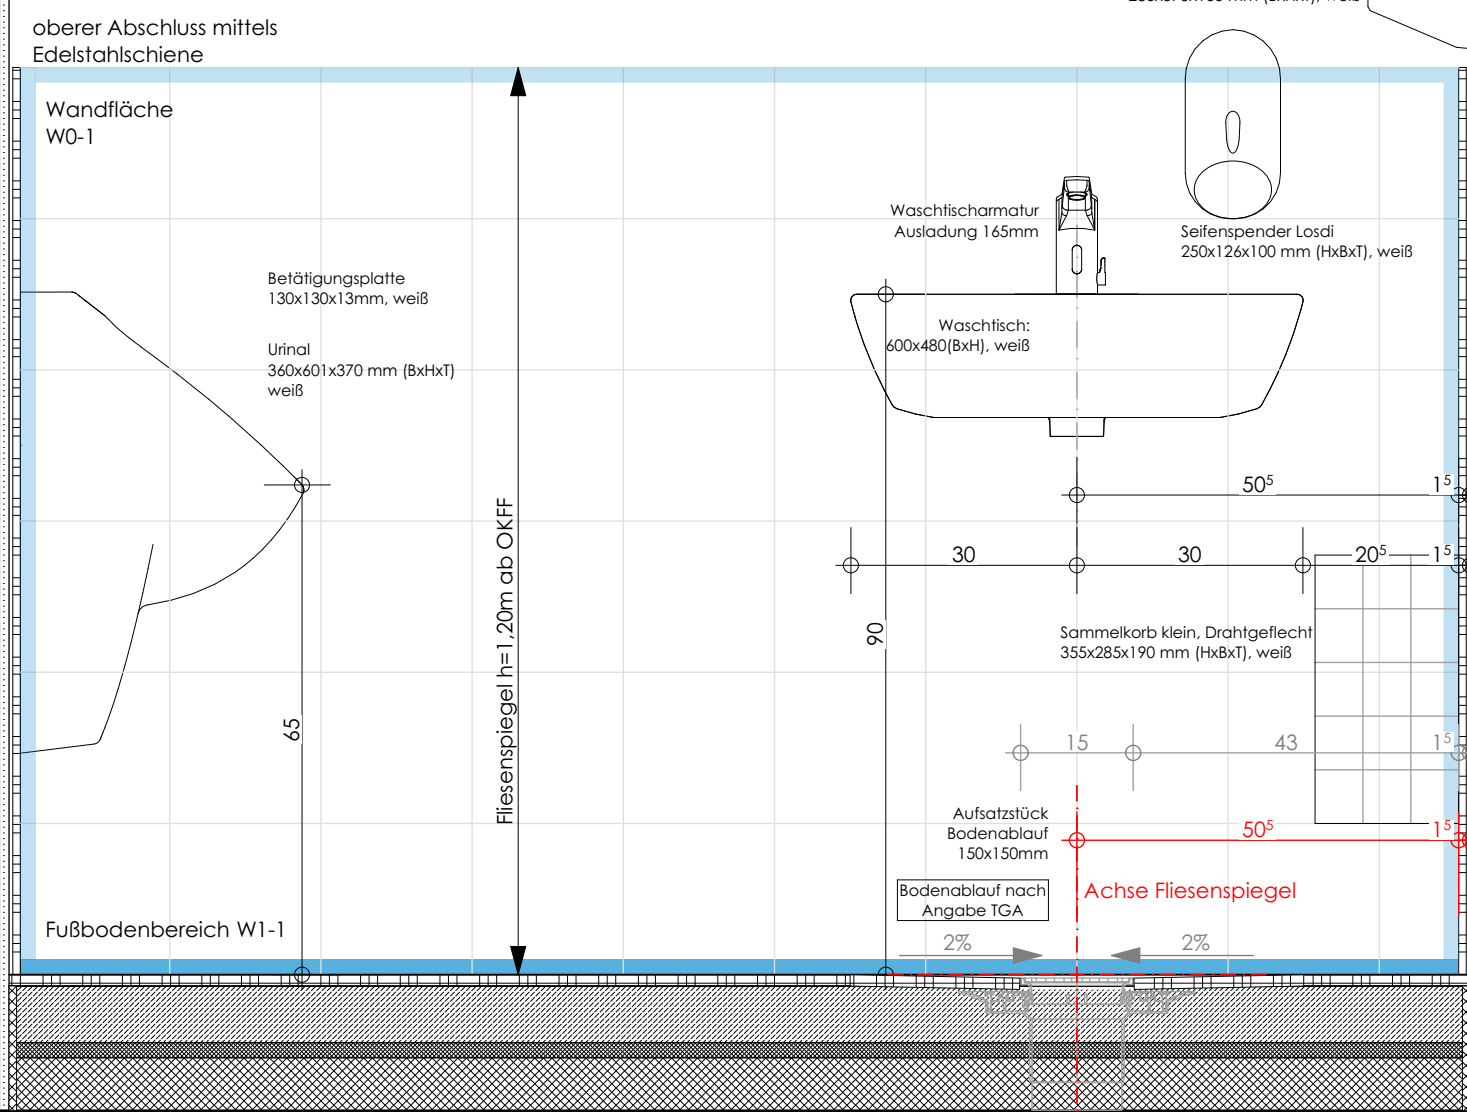 oberer Abschluss mittels
Edelstahlschiene
Wandfläche
W0-1
Waschtischarmatur
Ausladung 165mm
Seifenspender Losdi
250x126x100 mm (HxBxT), weiß
Betätigungsplatte
130x130x13mm, weiß
Urinal
360x601x370 mm (BxHxT)
weiß
Waschtisch:
600x480(BxH), weiß
50⁵
1⁵
30
30
20⁵
1⁵
Fliesenspiegel h=1,20m ab OKFF
90
65
Sammelkorb klein, Drahtgeflecht
355x285x190 mm (HxBxT), weiß
15
43
1⁵
Aufsatzstück
Bodenablauf
150x150mm
50⁵
1⁵
Bodenablauf nach
Angabe TGA
Achse Fliesenspiegel
Fußbodenbereich W1-1
2%
2%